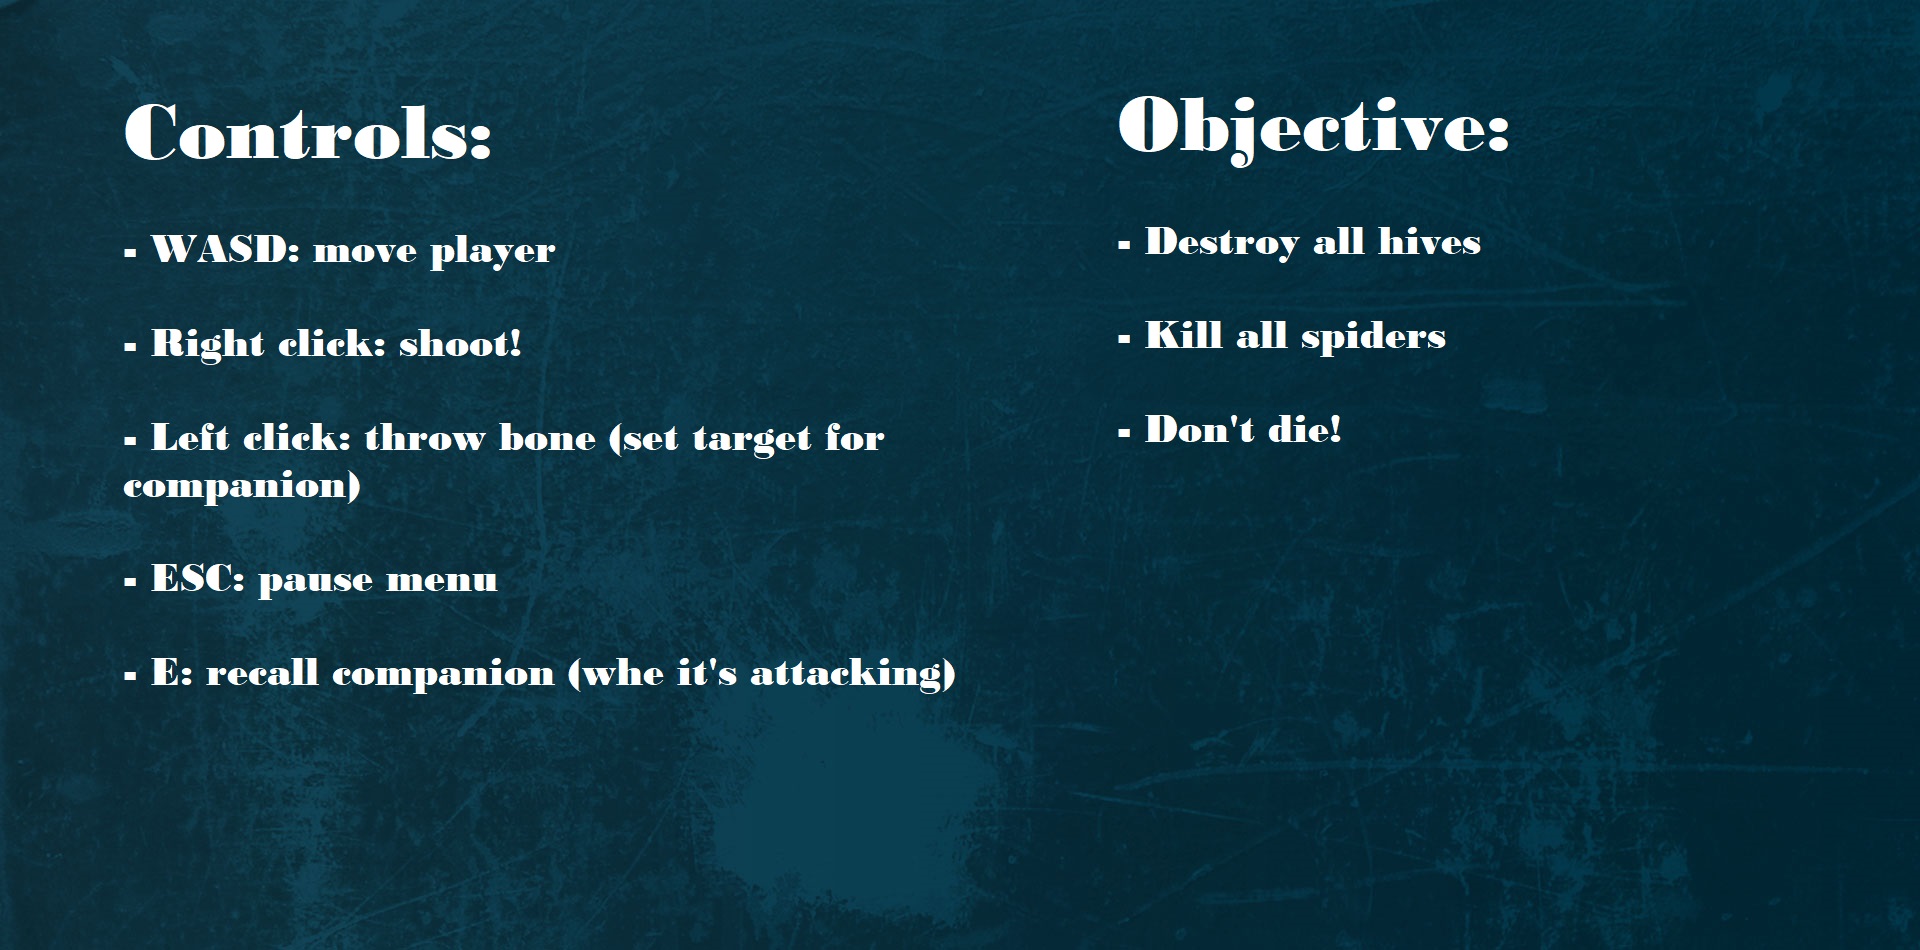 Controls:
- WASD: move player
- Right click: shoot!
- Left click: throw bone (set target for
companion)
- ESC: pause menu
- E: recall companion (whe it's attacking)
Objective:
- Destroy all hives
- Kill all spiders
- Don't die!